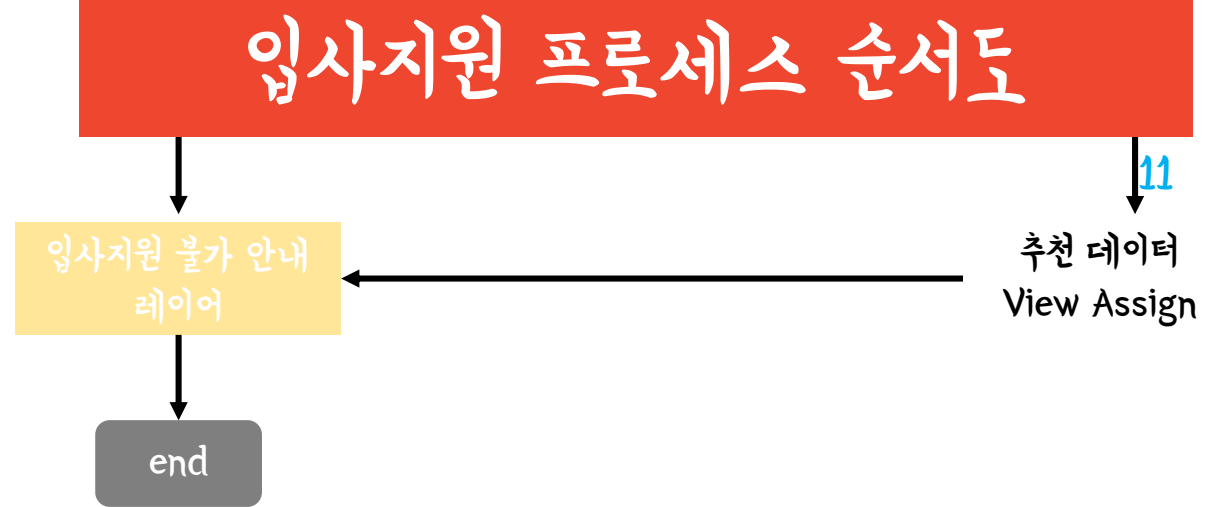 입사지원 프로세스 순서도
11
입사지원 불가 안내
레이어
추천 데이터
View Assign
end